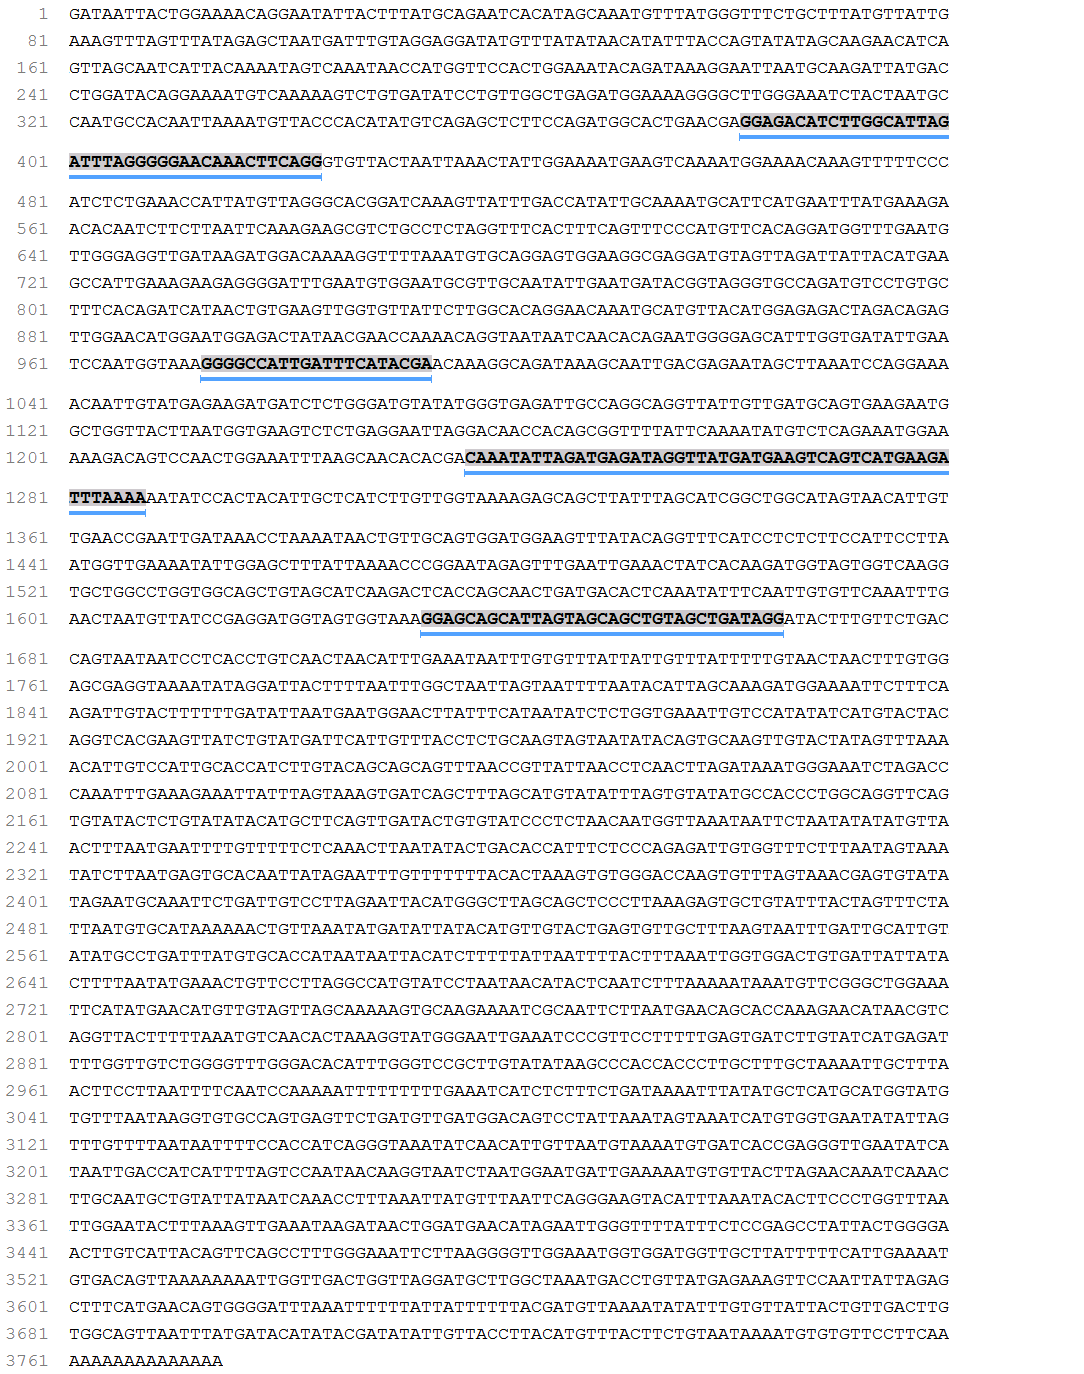 1 GATAATTACTGGAAAACAGGAATATTACTTTATGCAGAATCACATAGCAAATGTTTATGGGTTTCTGCTTTATGTTATTG
81 AAAGTTTAGTTTATAGAGCTAATGATTTGTAGGAGGATATGTTTATATAACATATTTACCAGTATATAGCAAGAACATCA
161 GTTAGCAATCATTACAAAATAGTCAAATAACCATGGTTCCACTGGAAATACAGATAAAGGAATTAATGCAAGATTATGAC
241 CTGGATACAGGAAAATGTCAAAAAGTCTGTGATATCCTGTTGGCTGAGATGGAAAAGGGGCTTGGGAAATCTACTAATGC
321 CAATGCCACAATTAAAATGTTACCCACATATGTCAGAGCTCTTCCAGATGGCACTGAACGAGGAGACATCTTGGCATTAG
401 ATTTAGGGGGAACAAACTTCAGGGTGTTACTAATTAAACTATTGGAAAATGAAGTCAAAATGGAAAACAAAGTTTTTCCC
481 ATCTCTGAAACCATTATGTTAGGGCACGGATCAAAGTTATTTGACCATATTGCAAAATGCATTCATGAATTTATGAAAGA
561 ACACAATCTTCTTAATTCAAAGAAGCGTCTGCCTCTAGGTTTCACTTTCAGTTTCCCATGTTCACAGGATGGTTTGAATG
641 TTGGGAGGTTGATAAGATGGACAAAAGGTTTTAAATGTGCAGGAGTGGAAGGCGAGGATGTAGTTAGATTATTACATGAA
721 GCCATTGAAAGAAGAGGGGATTTGAATGTGGAATGCGTTGCAATATTGAATGATACGGTAGGGTGCCAGATGTCCTGTGC
801 TTTCACAGATCATAACTGTGAAGTTGGTGTTATTCTTGGCACAGGAACAAATGCATGTTACATGGAGAGACTAGACAGAG
881 TTGGAACATGGAATGGAGACTATAACGAACCAAAACAGGTAATAATCAACACAGAATGGGGAGCATTTGGTGATATTGAA
961 TCCAATGGTAAAGGGGCCATTGATTTCATACGAACAAAGGCAGATAAAGCAATTGACGAGAATAGCTTAAATCCAGGAAA
1041 ACAATTGTATGAGAAGATGATCTCTGGGATGTATATGGGTGAGATTGCCAGGCAGGTTATTGTTGATGCAGTGAAGAATG
1121 GCTGGTTACTTAATGGTGAAGTCTCTGAGGAATTAGGACAACCACAGCGGTTTTATTCAAAATATGTCTCAGAAATGGAA
1201 AAAGACAGTCCAACTGGAAATTTAAGCAACACACGACAAATATTAGATGAGATAGGTTATGATGAAGTCAGTCATGAAGA
1281 TTTAAAAAATATCCACTACATTGCTCATCTTGTTGGTAAAAGAGCAGCTTATTTAGCATCGGCTGGCATAGTAACATTGT
1361 TGAACCGAATTGATAAACCTAAAATAACTGTTGCAGTGGATGGAAGTTTATACAGGTTTCATCCTCTCTTCCATTCCTTA
1441 ATGGTTGAAAATATTGGAGCTTTATTAAAACCCGGAATAGAGTTTGAATTGAAACTATCACAAGATGGTAGTGGTCAAGG
1521 TGCTGGCCTGGTGGCAGCTGTAGCATCAAGACTCACCAGCAACTGATGACACTCAAATATTTCAATTGTGTTCAAATTTG
1601 AACTAATGTTATCCGAGGATGGTAGTGGTAAAGGAGCAGCATTAGTAGCAGCTGTAGCTGATAGGATACTTTGTTCTGAC
1681 CAGTAATAATCCTCACCTGTCAACTAACATTTGAAATAATTTGTGTTTATTATTGTTTATTTTTGTAACTAACTTTGTGG
1761 AGCGAGGTAAAATATAGGATTACTTTTAATTTGGCTAATTAGTAATTTTAATACATTAGCAAAGATGGAAAATTCTTTCA
1841 AGATTGTACTTTTTTGATATTAATGAATGGAACTTATTTCATAATATCTCTGGTGAAATTGTCCATATATCATGTACTAC
1921 AGGTCACGAAGTTATCTGTATGATTCATTGTTTACCTCTGCAAGTAGTAATATACAGTGCAAGTTGTACTATAGTTTAAA
2001 ACATTGTCCATTGCACCATCTTGTACAGCAGCAGTTTAACCGTTATTAACCTCAACTTAGATAAATGGGAAATCTAGACC
2081 CAAATTTGAAAGAAATTATTTAGTAAAGTGATCAGCTTTAGCATGTATATTTAGTGTATATGCCACCCTGGCAGGTTCAG
2161 TGTATACTCTGTATATACATGCTTCAGTTGATACTGTGTATCCCTCTAACAATGGTTAAATAATTCTAATATATATGTTA
2241 ACTTTAATGAATTTTGTTTTTCTCAAACTTAATATACTGACACCATTTCTCCCAGAGATTGTGGTTTCTTTAATAGTAAA
2321 TATCTTAATGAGTGCACAATTATAGAATTTGTTTTTTTACACTAAAGTGTGGGACCAAGTGTTTAGTAAACGAGTGTATA
2401 TAGAATGCAAATTCTGATTGTCCTTAGAATTACATGGGCTTAGCAGCTCCCTTAAAGAGTGCTGTATTTACTAGTTTCTA
2481 TTAATGTGCATAAAAAACTGTTAAATATGATATTATACATGTTGTACTGAGTGTTGCTTTAAGTAATTTGATTGCATTGT
2561 ATATGCCTGATTTATGTGCACCATAATAATTACATCTTTTTATTAATTTTACTTTAAATTGGTGGACTGTGATTATTATA
2641 CTTTTAATATGAAACTGTTCCTTAGGCCATGTATCCTAATAACATACTCAATCTTTAAAAATAAATGTTCGGGCTGGAAA
2721 TTCATATGAACATGTTGTAGTTAGCAAAAAGTGCAAGAAAATCGCAATTCTTAATGAACAGCACCAAAGAACATAACGTC
2801 AGGTTACTTTTTAAATGTCAACACTAAAGGTATGGGAATTGAAATCCCGTTCCTTTTTGAGTGATCTTGTATCATGAGAT
2881 TTTGGTTGTCTGGGGTTTGGGACACATTTGGGTCCGCTTGTATATAAGCCCACCACCCTTGCTTTGCTAAAATTGCTTTA
2961 ACTTCCTTAATTTTCAATCCAAAAATTTTTTTTTGAAATCATCTCTTTCTGATAAAATTTATATGCTCATGCATGGTATG
3041 TGTTTAATAAGGTGTGCCAGTGAGTTCTGATGTTGATGGACAGTCCTATTAAATAGTAAATCATGTGGTGAATATATTAG
3121 TTTGTTTTAATAATTTTCCACCATCAGGGTAAATATCAACATTGTTAATGTAAAATGTGATCACCGAGGGTTGAATATCA
3201 TAATTGACCATCATTTTAGTCCAATAACAAGGTAATCTAATGGAATGATTGAAAAATGTGTTACTTAGAACAAATCAAAC
3281 TTGCAATGCTGTATTATAATCAAACCTTTAAATTATGTTTAATTCAGGGAAGTACATTTAAATACACTTCCCTGGTTTAA
3361 TTGGAATACTTTAAAGTTGAAATAAGATAACTGGATGAACATAGAATTGGGTTTTATTTCTCCGAGCCTATTACTGGGGA
3441 ACTTGTCATTACAGTTCAGCCTTTGGGAAATTCTTAAGGGGTTGGAAATGGTGGATGGTTGCTTATTTTTCATTGAAAAT
3521 GTGACAGTTAAAAAAAATTGGTTGACTGGTTAGGATGCTTGGCTAAATGACCTGTTATGAGAAAGTTCCAATTATTAGAG
3601 CTTTCATGAACAGTGGGGATTTAAATTTTTTATTATTTTTTACGATGTTAAAATATATTTGTGTTATTACTGTTGACTTG
3681 TGGCAGTTAATTTATGATACATATACGATATATTGTTACCTTACATGTTTACTTCTGTAATAAAATGTGTGTTCCTTCAA
3761 AAAAAAAAAAAAAA